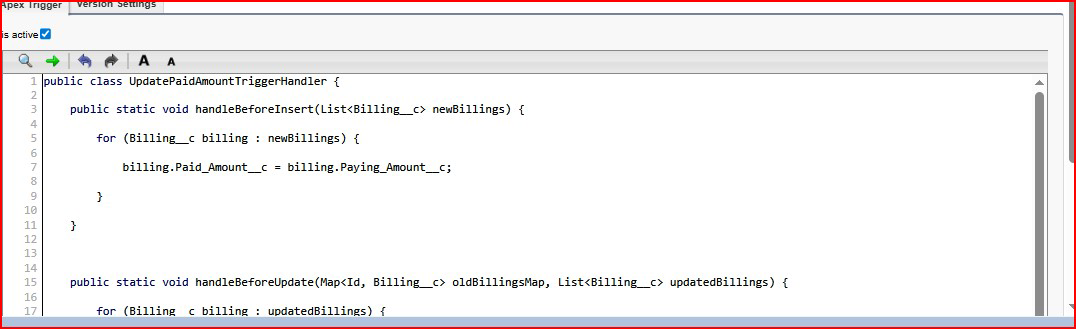 Apex Trigger Version Settings
is active
A A
1 public class UpdatePaidAmountTriggerHandler {
2
3 public static void handleBeforeInsert(List<Billing__c> newBillings) {
4
5 for (Billing__c billing : newBillings) {
6
7 billing.Paid_Amount__c = billing.Paying_Amount__c;
8
9 }
10
11 }
12
13
14
15 public static void handleBeforeUpdate(Map<Id, Billing__c> oldBillingsMap, List<Billing__c> updatedBillings) {
16
17 for (Billing__c billing : updatedBillings) {